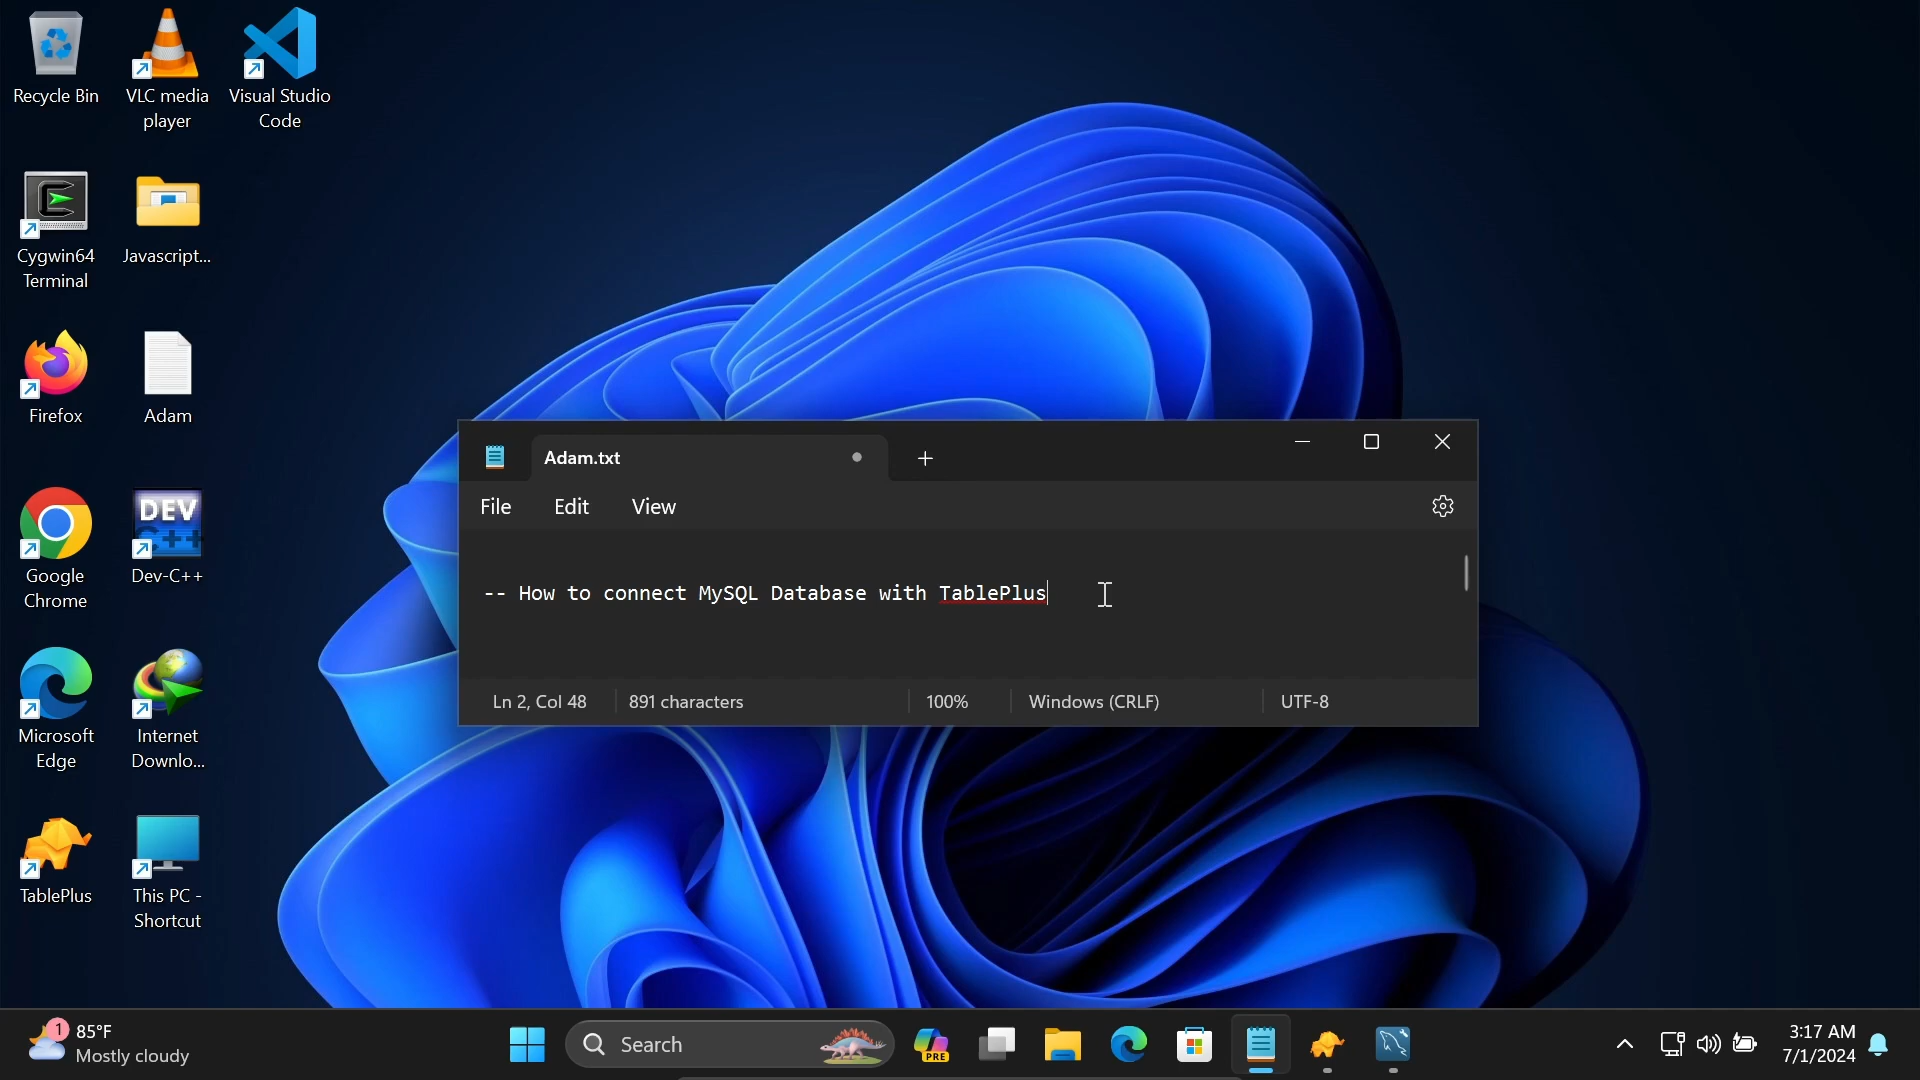 Recycle Bin
VLC media
player
Visual Studio
Code
Cygwin64
Terminal
Javascript...
Firefox
Adam
Google
Chrome
DEV
C++
Dev-C++
Microsoft
Edge
Internet
Downlo...
TablePlus
This PC -
Shortcut
Adam.txt
File
Edit
View
-- How to connect MySQL Database with TablePlus
Ln 2, Col 48
891 characters
100%
Windows (CRLF)
UTF-8
1
85°F
Mostly cloudy
Search
PRE
3:17 AM
7/1/2024